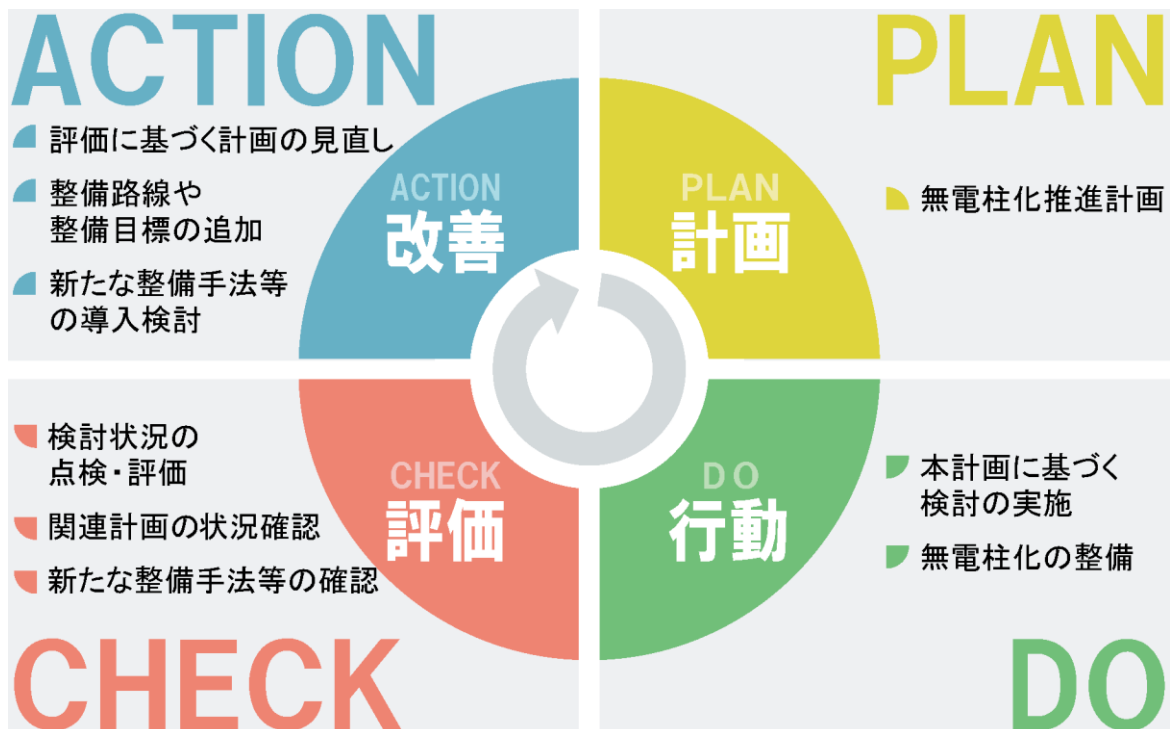 ACTION
評価に基づく計画の見直し
整備路線や
整備目標の追加
新たな整備手法等
の導入検討
ACTION
改善
PLAN
無電柱化推進計画
PLAN
計画
検討状況の
点検・評価
関連計画の状況確認
新たな整備手法等の確認
CHECK
評価
CHECK
DO
行動
本計画に基づく
検討の実施
無電柱化の整備
DO